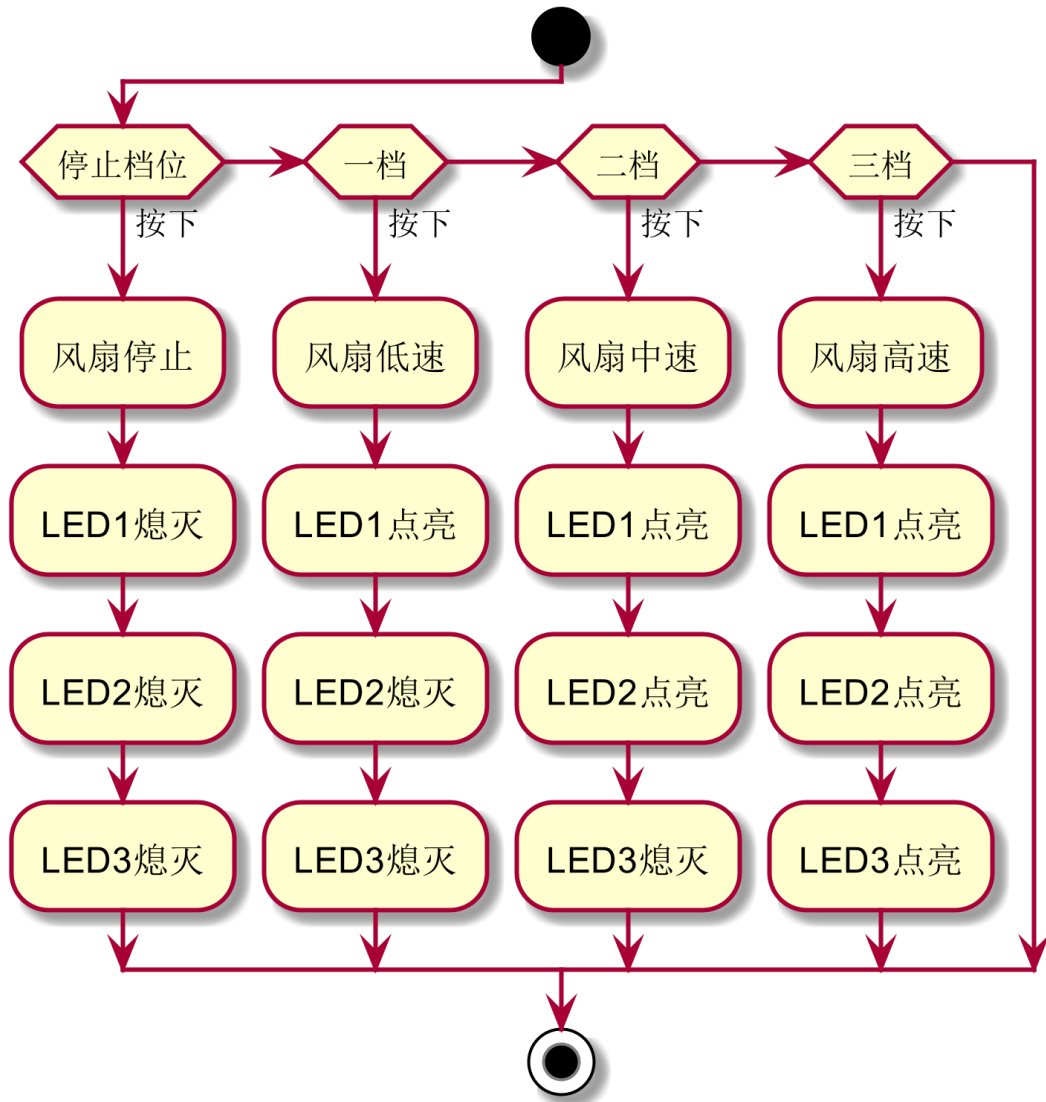 停止档位
一档
二档
三档
按下
按下
按下
按下
风扇停止
风扇低速
风扇中速
风扇高速
LED1熄灭
LED1点亮
LED1点亮
LED1点亮
LED2熄灭
LED2熄灭
LED2点亮
LED2点亮
LED3熄灭
LED3熄灭
LED3熄灭
LED3点亮